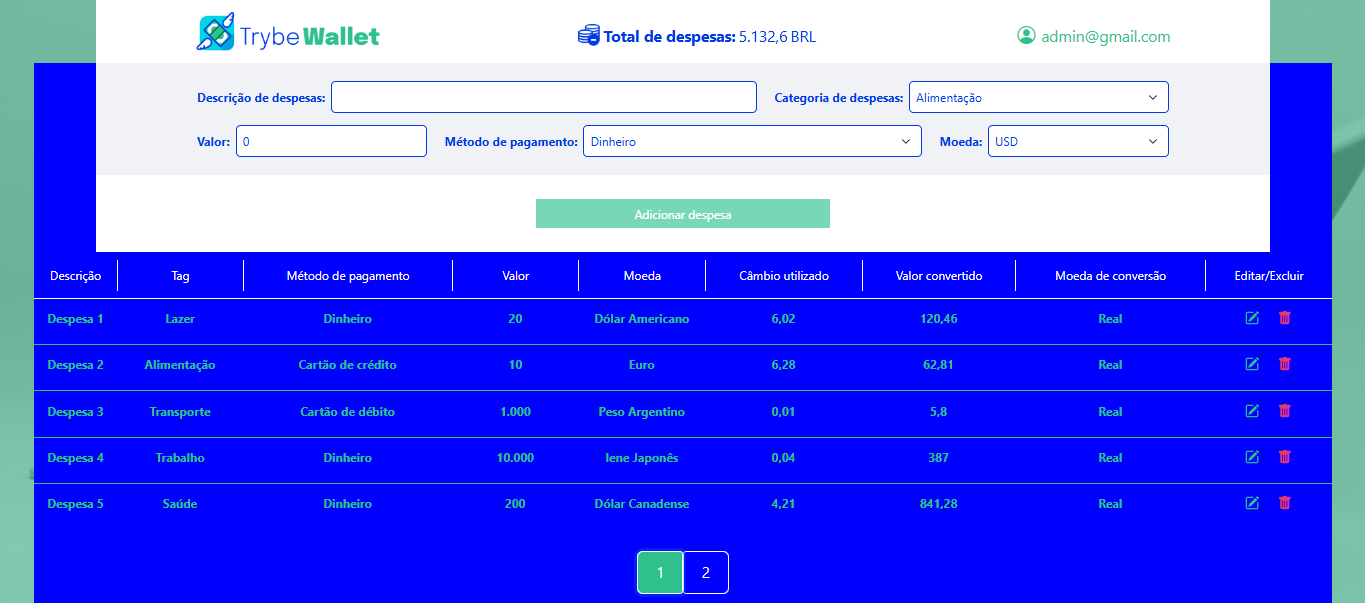 TrybeWallet Total de despesas: 5.132,6 BRL admin@gmail.com
Descrição de despesas: Categoria de despesas: Alimentação
Valor: 0 Método de pagamento: Dinheiro Moeda: USD
Adicionar despesa
Descrição Tag Método de pagamento Valor Moeda Câmbio utilizado Valor convertido Moeda de conversão Editar/Excluir
Despesa 1 Lazer Dinheiro 20 Dólar Americano 6,02 120,46 Real
Despesa 2 Alimentação Cartão de crédito 10 Euro 6,28 62,81 Real
Despesa 3 Transporte Cartão de débito 1.000 Peso Argentino 0,01 5,8 Real
Despesa 4 Trabalho Dinheiro 10.000 Iene Japonês 0,04 387 Real
Despesa 5 Saúde Dinheiro 200 Dólar Canadense 4,21 841,28 Real
1 2